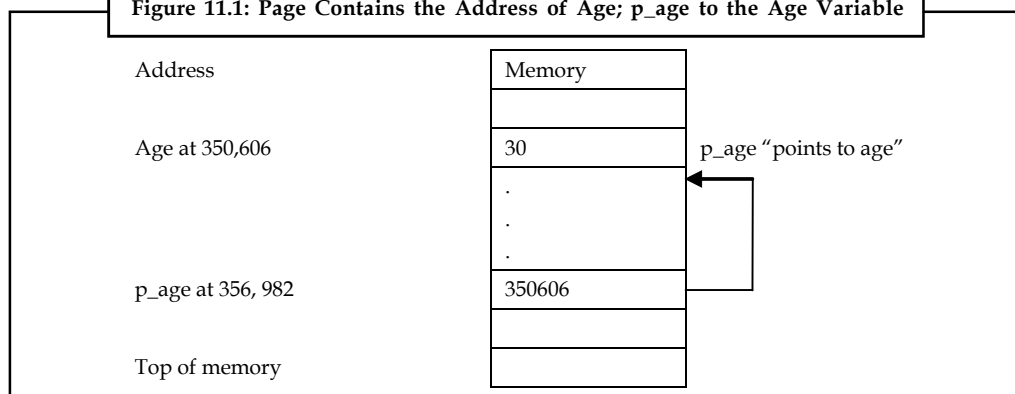 Figure 11.1: Page Contains the Address of Age; p_age to the Age Variable
Address Memory
Age at 350,606 30 p_age “points to age”
.
.
.
p_age at 356, 982 350606
Top of memory